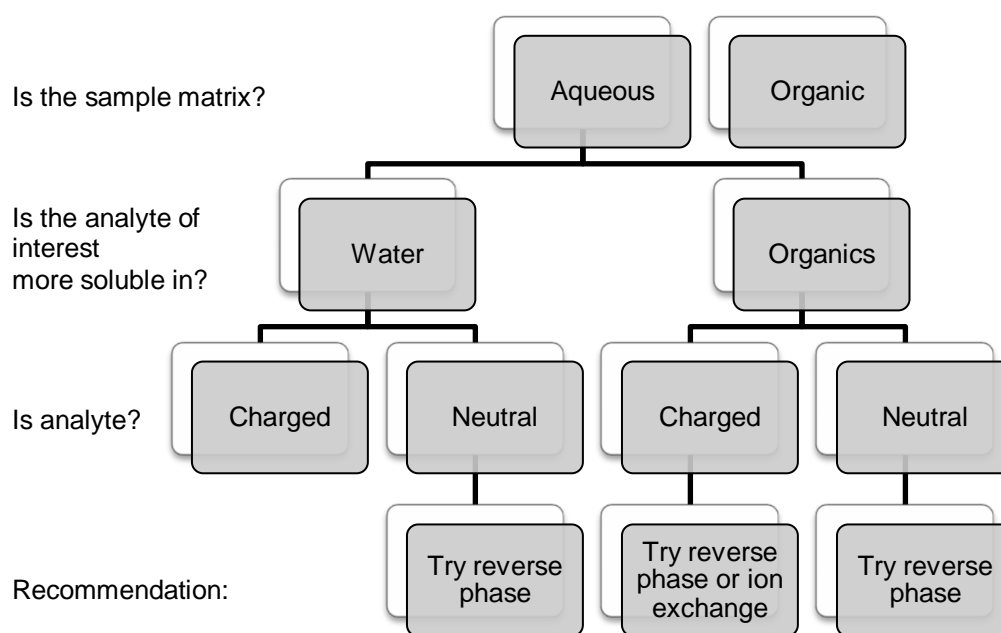 Is the sample matrix?
Aqueous
Organic
Is the analyte of
interest
more soluble in?
Water
Organics
Is analyte?
Charged
Neutral
Charged
Neutral
Recommendation:
Try reverse
phase
Try reverse
phase or ion
exchange
Try reverse
phase